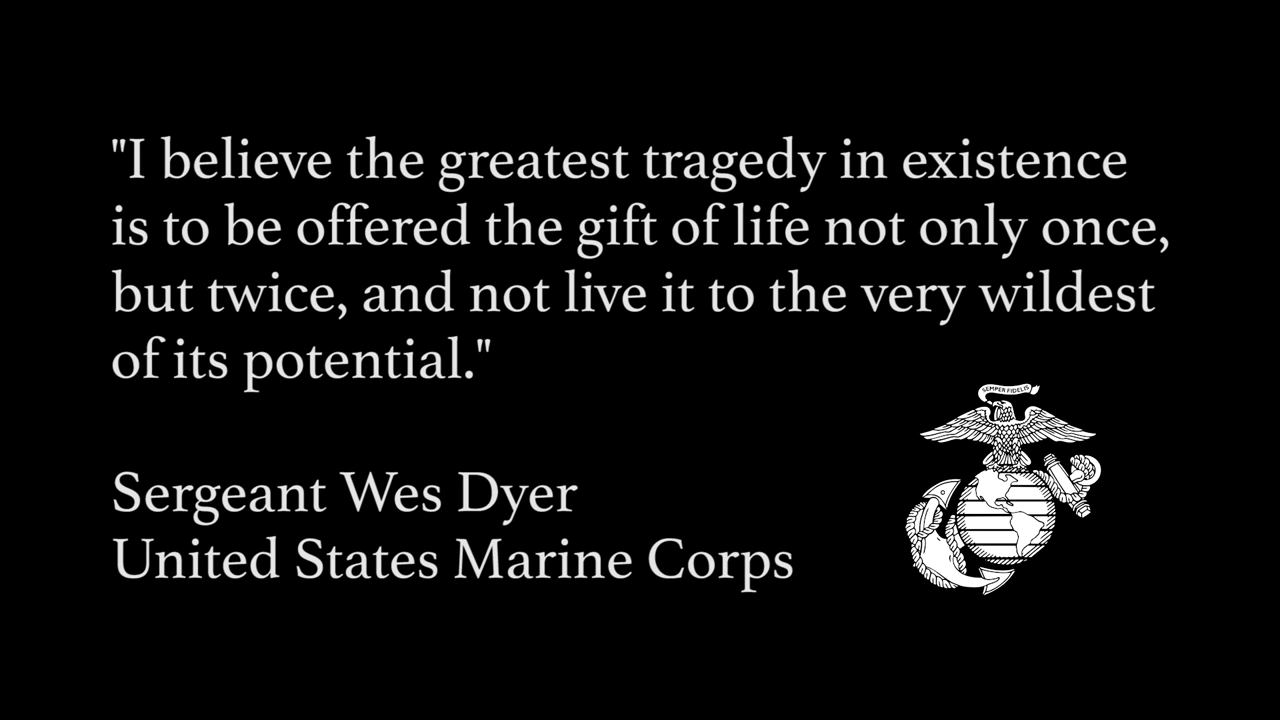 "I believe the greatest tragedy in existence
is to be offered the gift of life not only once,
but twice, and not live it to the very wildest
of its potential."
SEMPER FIDELIS
Sergeant Wes Dyer
United States Marine Corps